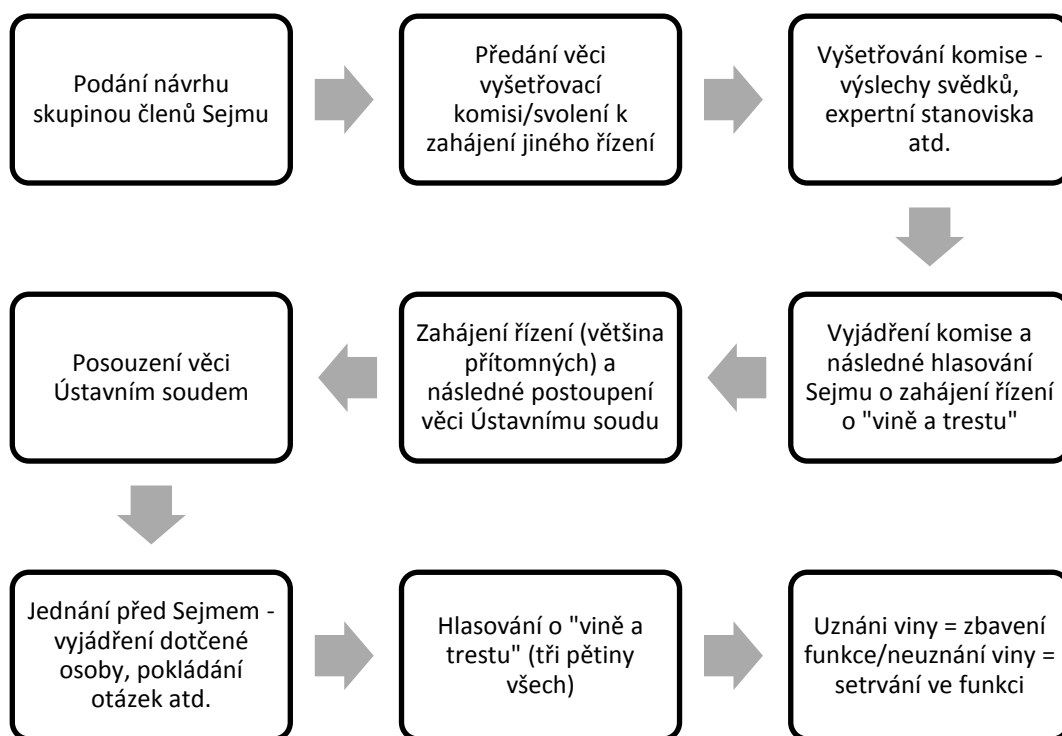 Podání návrhu
skupinou členů Sejmu
Předání věci
vyšetřovací
komisi/svolení k
zahájení jiného řízení
Vyšetřování komise -
výslechy svědků,
expertní stanoviska
atd.
Vyjádření komise a
následné hlasování
Sejmu o zahájení řízení
o "vině a trestu"
Zahájení řízení (většina
přítomných) a
následné postoupení
věci Ústavnímu soudu
Posouzení věci
Ústavním soudem
Jednání před Sejmem -
vyjádření dotčené
osoby, pokládání
otázek atd.
Hlasování o "vině a
trestu" (tři pětiny
všech)
Uznáni viny = zbavení
funkce/neuznání viny =
setrvání ve funkci